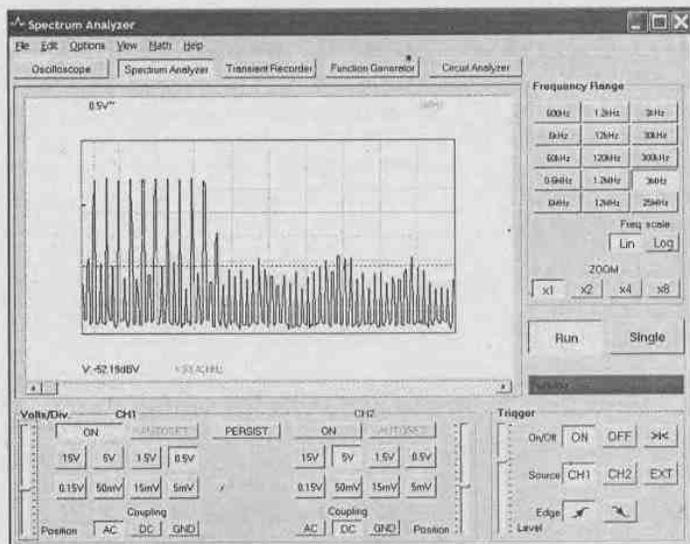 Spectrum Analyzer
File Edit Options View Math Help
Oscilloscope Spectrum Analyzer Transient Recorder Function Generator Circuit Analyzer
0.5V~
Frequency Range
600Hz 1.2kHz 3kHz
6kHz 12kHz 30kHz
60kHz 120kHz 300kHz
0.6MHz 1.2MHz 3MHz
6MHz 12MHz 25MHz
Freq. scale
Lin Log
ZOOM
x1 x2 x4 x8
Run Single
V: -52.19dBV
Volts/Div. CH1 CH2
ON AUTOSET PERSIST ON AUTOSET
15V 5V 1.5V 0.5V 15V 5V 1.5V 0.5V
0.15V 50mV 15mV 5mV 0.15V 50mV 15mV 5mV
Coupling Coupling
Position AC DC GND AC DC GND Position
Trigger
On/Off ON OFF >I<
Source CH1 CH2 EXT
Edge
Level